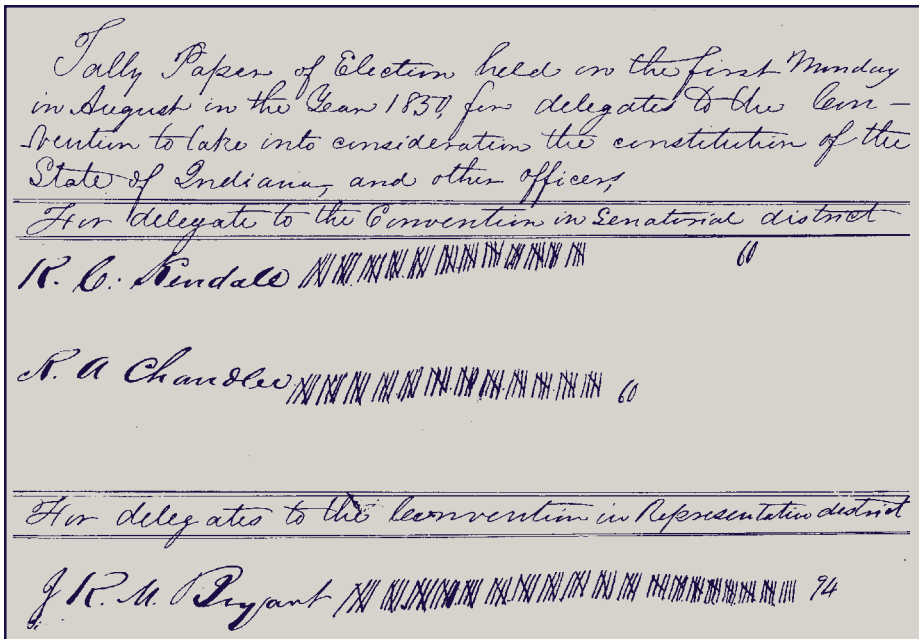 Tally Paper of Election held on the first Monday
in August in the Year 1850, for delegates to the Con-
vention to take into consideration the constitution of the
State of Indiana, and other officers,
For delegate to the Convention in Senatorial district
R. C. Kendall 60
R. A Chandler 60
For delegates to the Convention in Representative district
J R. M. Bryant 94